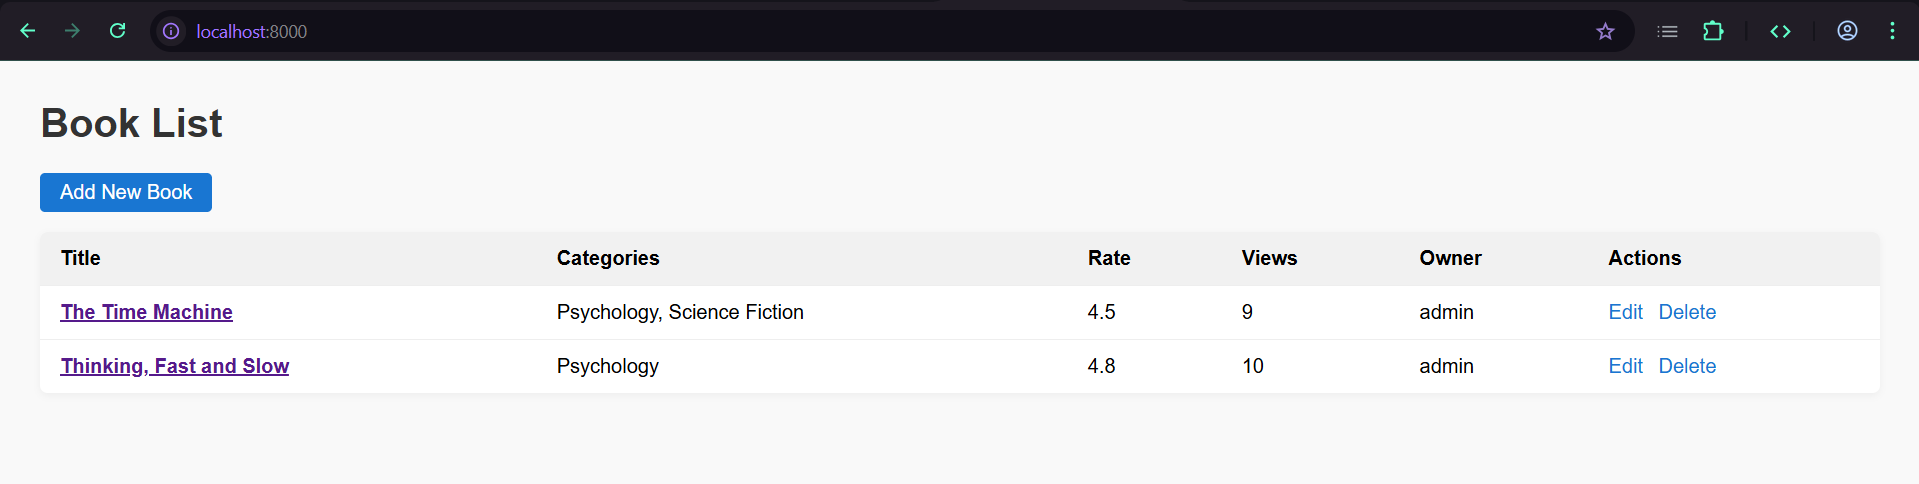 localhost:8000
Book List
Add New Book
Title Categories Rate Views Owner Actions
The Time Machine Psychology, Science Fiction 4.5 9 admin Edit Delete
Thinking, Fast and Slow Psychology 4.8 10 admin Edit Delete